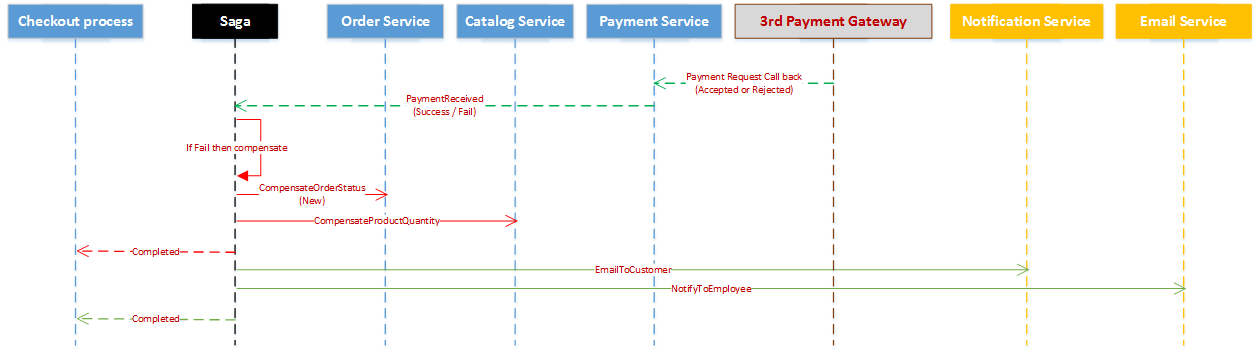 Checkout process
Saga
Order Service
Catalog Service
Payment Service
3rd Payment Gateway
Notification Service
Email Service
Payment Request Call back
(Accepted or Rejected)
PaymentReceived
(Success / Fail)
If Fail then compensate
CompensateOrderStatus
(New)
CompensateProductQuantity
Completed
EmailToCustomer
NotifyToEmployee
Completed